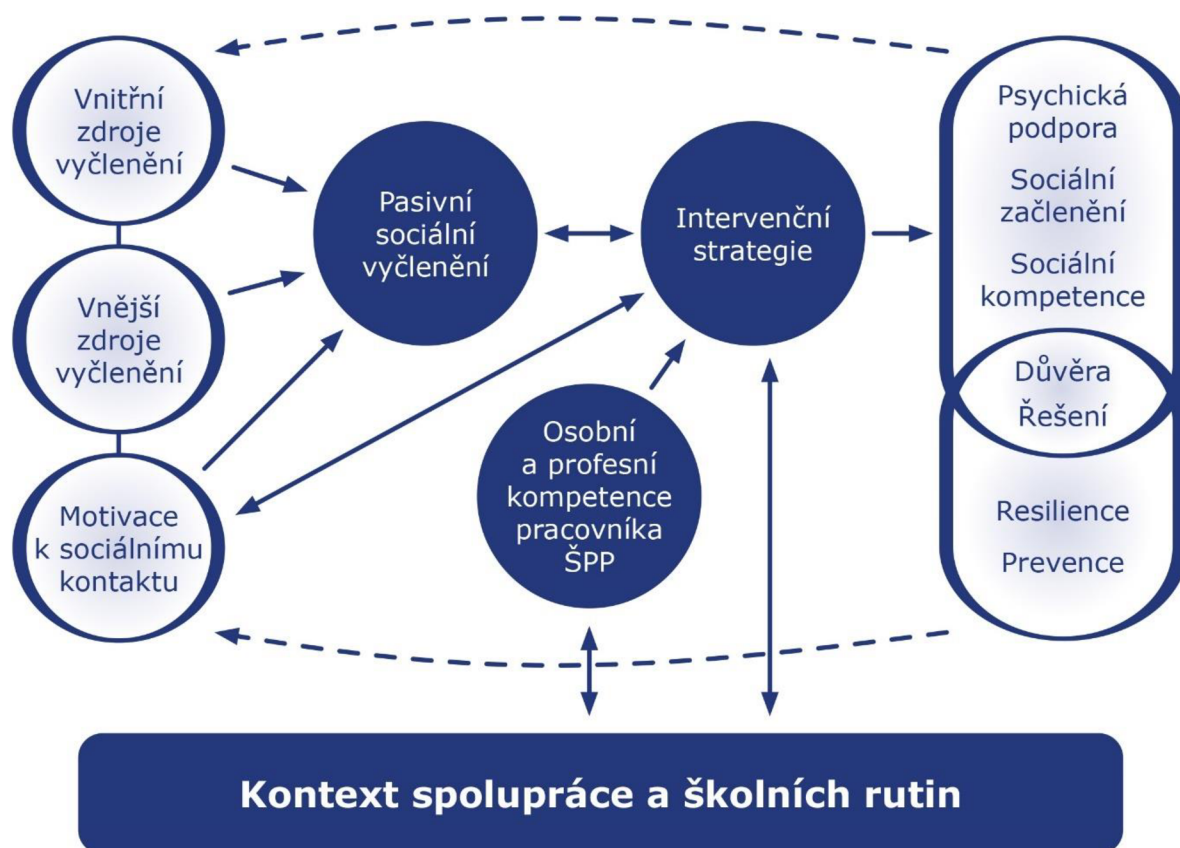 Vnitřní
zdroje
vyčlenění
Vnější
zdroje
vyčlenění
Motivace
k sociálnímu
kontaktu
Pasivní
sociální
vyčlenění
Intervenční
strategie
Osobní
a profesní
kompetence
pracovníka
ŠPP
Psychická
podpora
Sociální
začlenění
Sociální
kompetence
Důvěra
Řešení
Resilience
Prevence
Kontext spolupráce a školních rutin